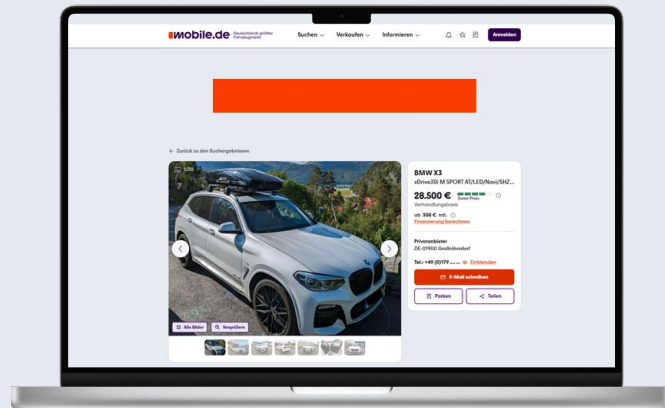 mobile.de
Deutschlands größter
Fahrzeugmarkt
Suchen
Verkaufen
Informieren
Anmelden
Zurück zu den Suchergebnissen
BMW X3
xDrive30i M SPORT AT/LED/Navi/SHZ...
28.500 €
Guter Preis
Verhandlungsbasis
ab 308 € mtl.
Finanzierung berechnen
Privatanbieter
DE-01900 Großröhrsdorf
Tel.: +49 (0)179 ... ... Einblenden
E-Mail schreiben
Parken
Teilen
Alle Bilder
Vergrößern